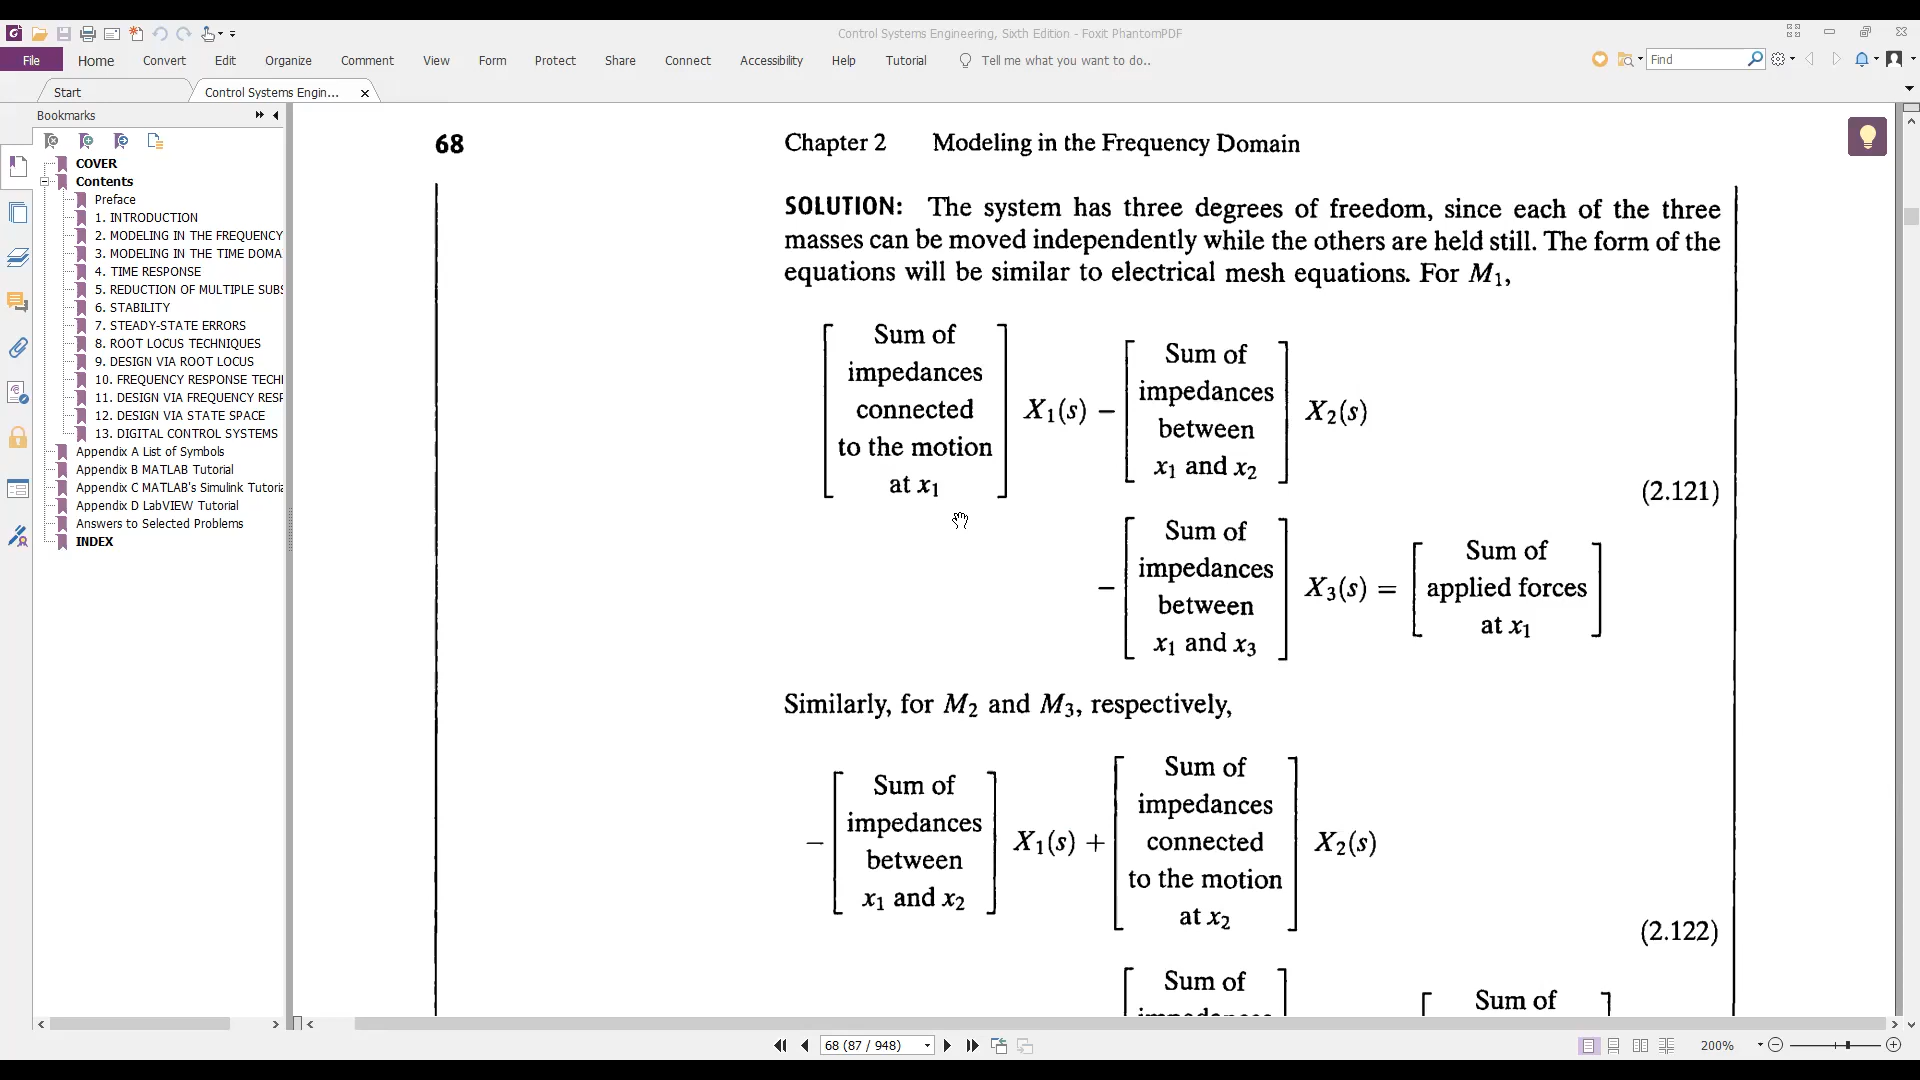 Control Systems Engineering, Sixth Edition - Foxit PhantomPDF
File Home Convert Edit Organize Comment View Form Protect Share Connect Accessibility Help Tutorial Tell me what you want to do.. Find
Start Control Systems Engin...
Bookmarks
COVER
Contents
Preface
1. INTRODUCTION
2. MODELING IN THE FREQUENCY
3. MODELING IN THE TIME DOMA
4. TIME RESPONSE
5. REDUCTION OF MULTIPLE SUBS
6. STABILITY
7. STEADY-STATE ERRORS
8. ROOT LOCUS TECHNIQUES
9. DESIGN VIA ROOT LOCUS
10. FREQUENCY RESPONSE TECH
11. DESIGN VIA FREQUENCY RESP
12. DESIGN VIA STATE SPACE
13. DIGITAL CONTROL SYSTEMS
Appendix A List of Symbols
Appendix B MATLAB Tutorial
Appendix C MATLAB's Simulink Tutoria
Appendix D LabVIEW Tutorial
Answers to Selected Problems
INDEX
68 Chapter 2 Modeling in the Frequency Domain
SOLUTION: The system has three degrees of freedom, since each of the three
masses can be moved independently while the others are held still. The form of the
equations will be similar to electrical mesh equations. For M₁,
Sum of
impedances
connected
to the motion
at x₁
X₁(s) −
Sum of
impedances
between
x₁ and x₂
X₂(s)
(2.121)
−
Sum of
impedances
between
x₁ and x₃
X₃(s) =
Sum of
applied forces
at x₁
Similarly, for M₂ and M₃, respectively,
−
Sum of
impedances
between
x₁ and x₂
X₁(s) +
Sum of
impedances
connected
to the motion
at x₂
X₂(s)
(2.122)
Sum of
impedances
Sum of
68 (87 / 948)
200%